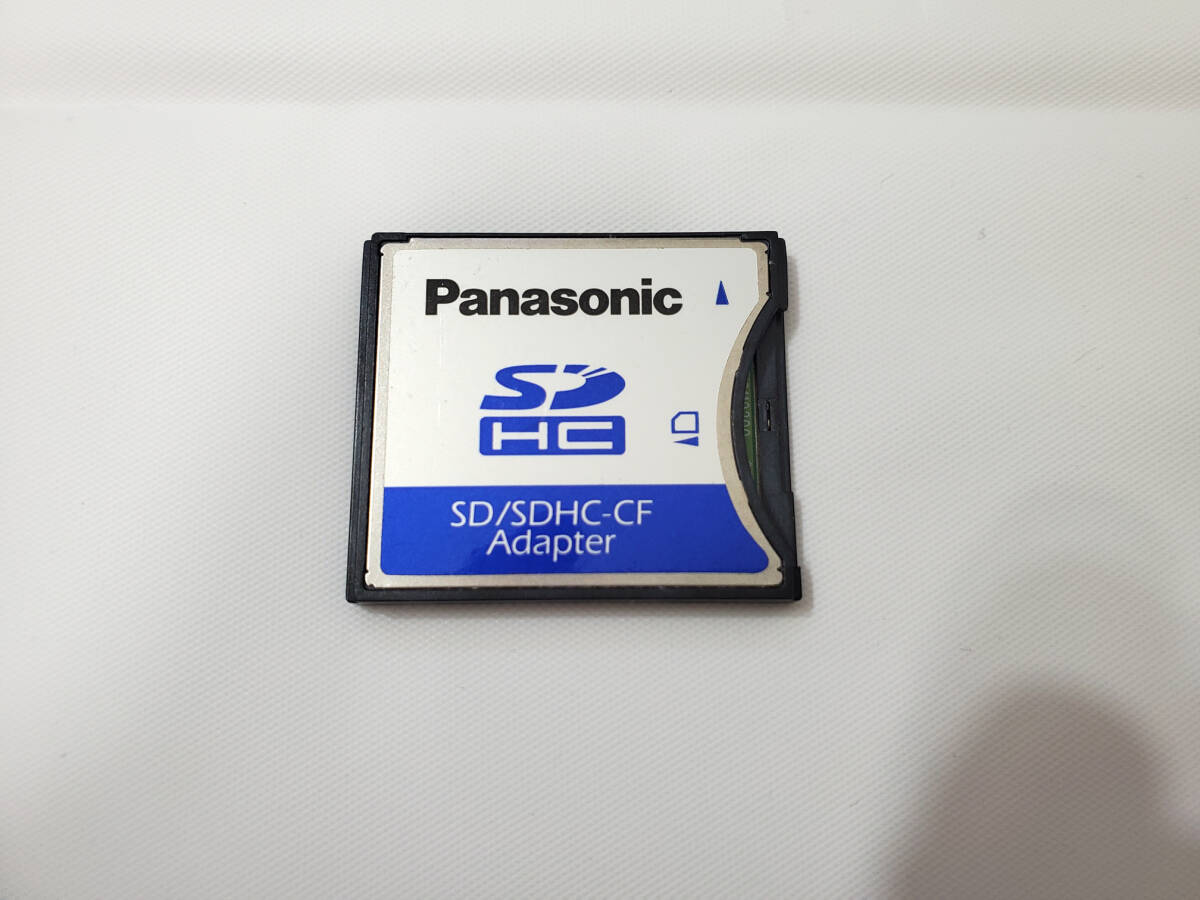 Panasonic
SD
HC
SD/SDHC-CF
Adapter